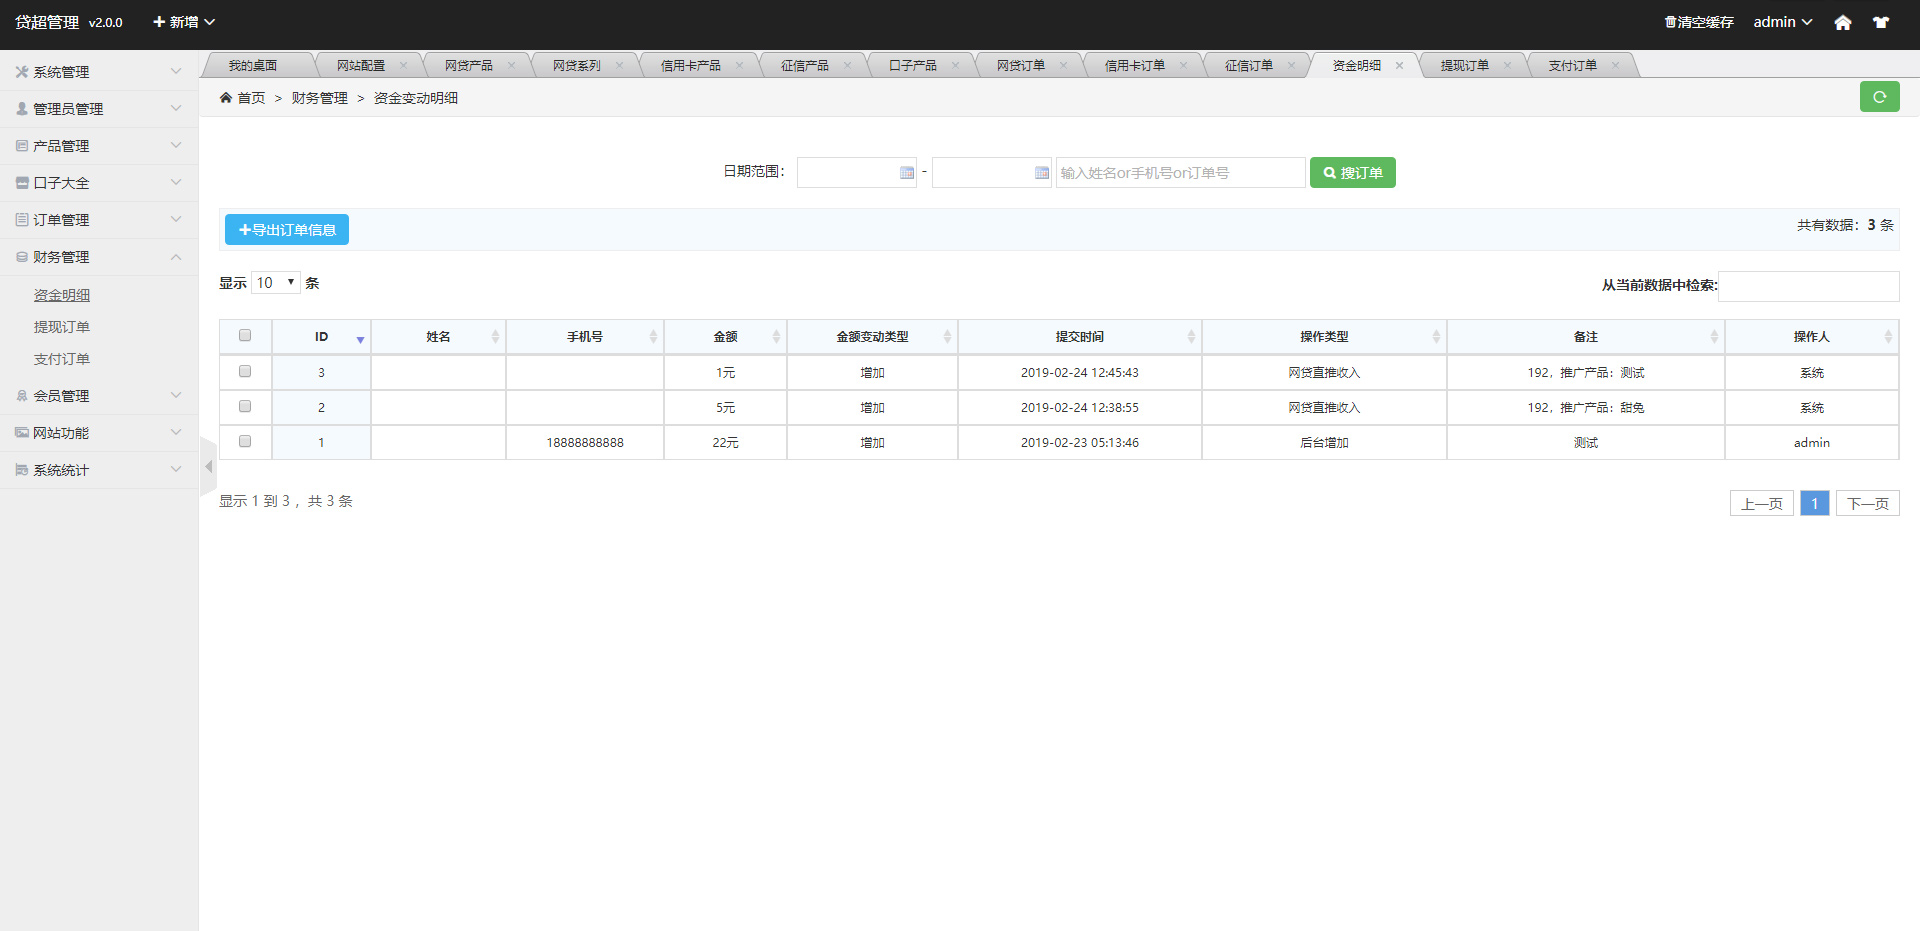 贷超管理 v2.0.0 新增 清空缓存 admin
我的桌面 网站配置 网贷产品 网贷系列 信用卡产品 征信产品 口子产品 网贷订单 信用卡订单 征信订单 资金明细 提现订单 支付订单
首页 > 财务管理 > 资金变动明细
系统管理
管理员管理
产品管理
口子大全
订单管理
财务管理
资金明细
提现订单
支付订单
会员管理
网站功能
系统统计
日期范围： - 输入姓名or手机号or订单号 搜订单
导出订单信息 共有数据：3 条
显示 10 条 从当前数据中检索:
ID 姓名 手机号 金额 金额变动类型 提交时间 操作类型 备注 操作人
3 1元 增加 2019-02-24 12:45:43 网贷直推收入 192，推广产品：测试 系统
2 5元 增加 2019-02-24 12:38:55 网贷直推收入 192，推广产品：甜兔 系统
1 18888888888 22元 增加 2019-02-23 05:13:46 后台增加 测试 admin
显示 1 到 3 ，共 3 条 上一页 1 下一页